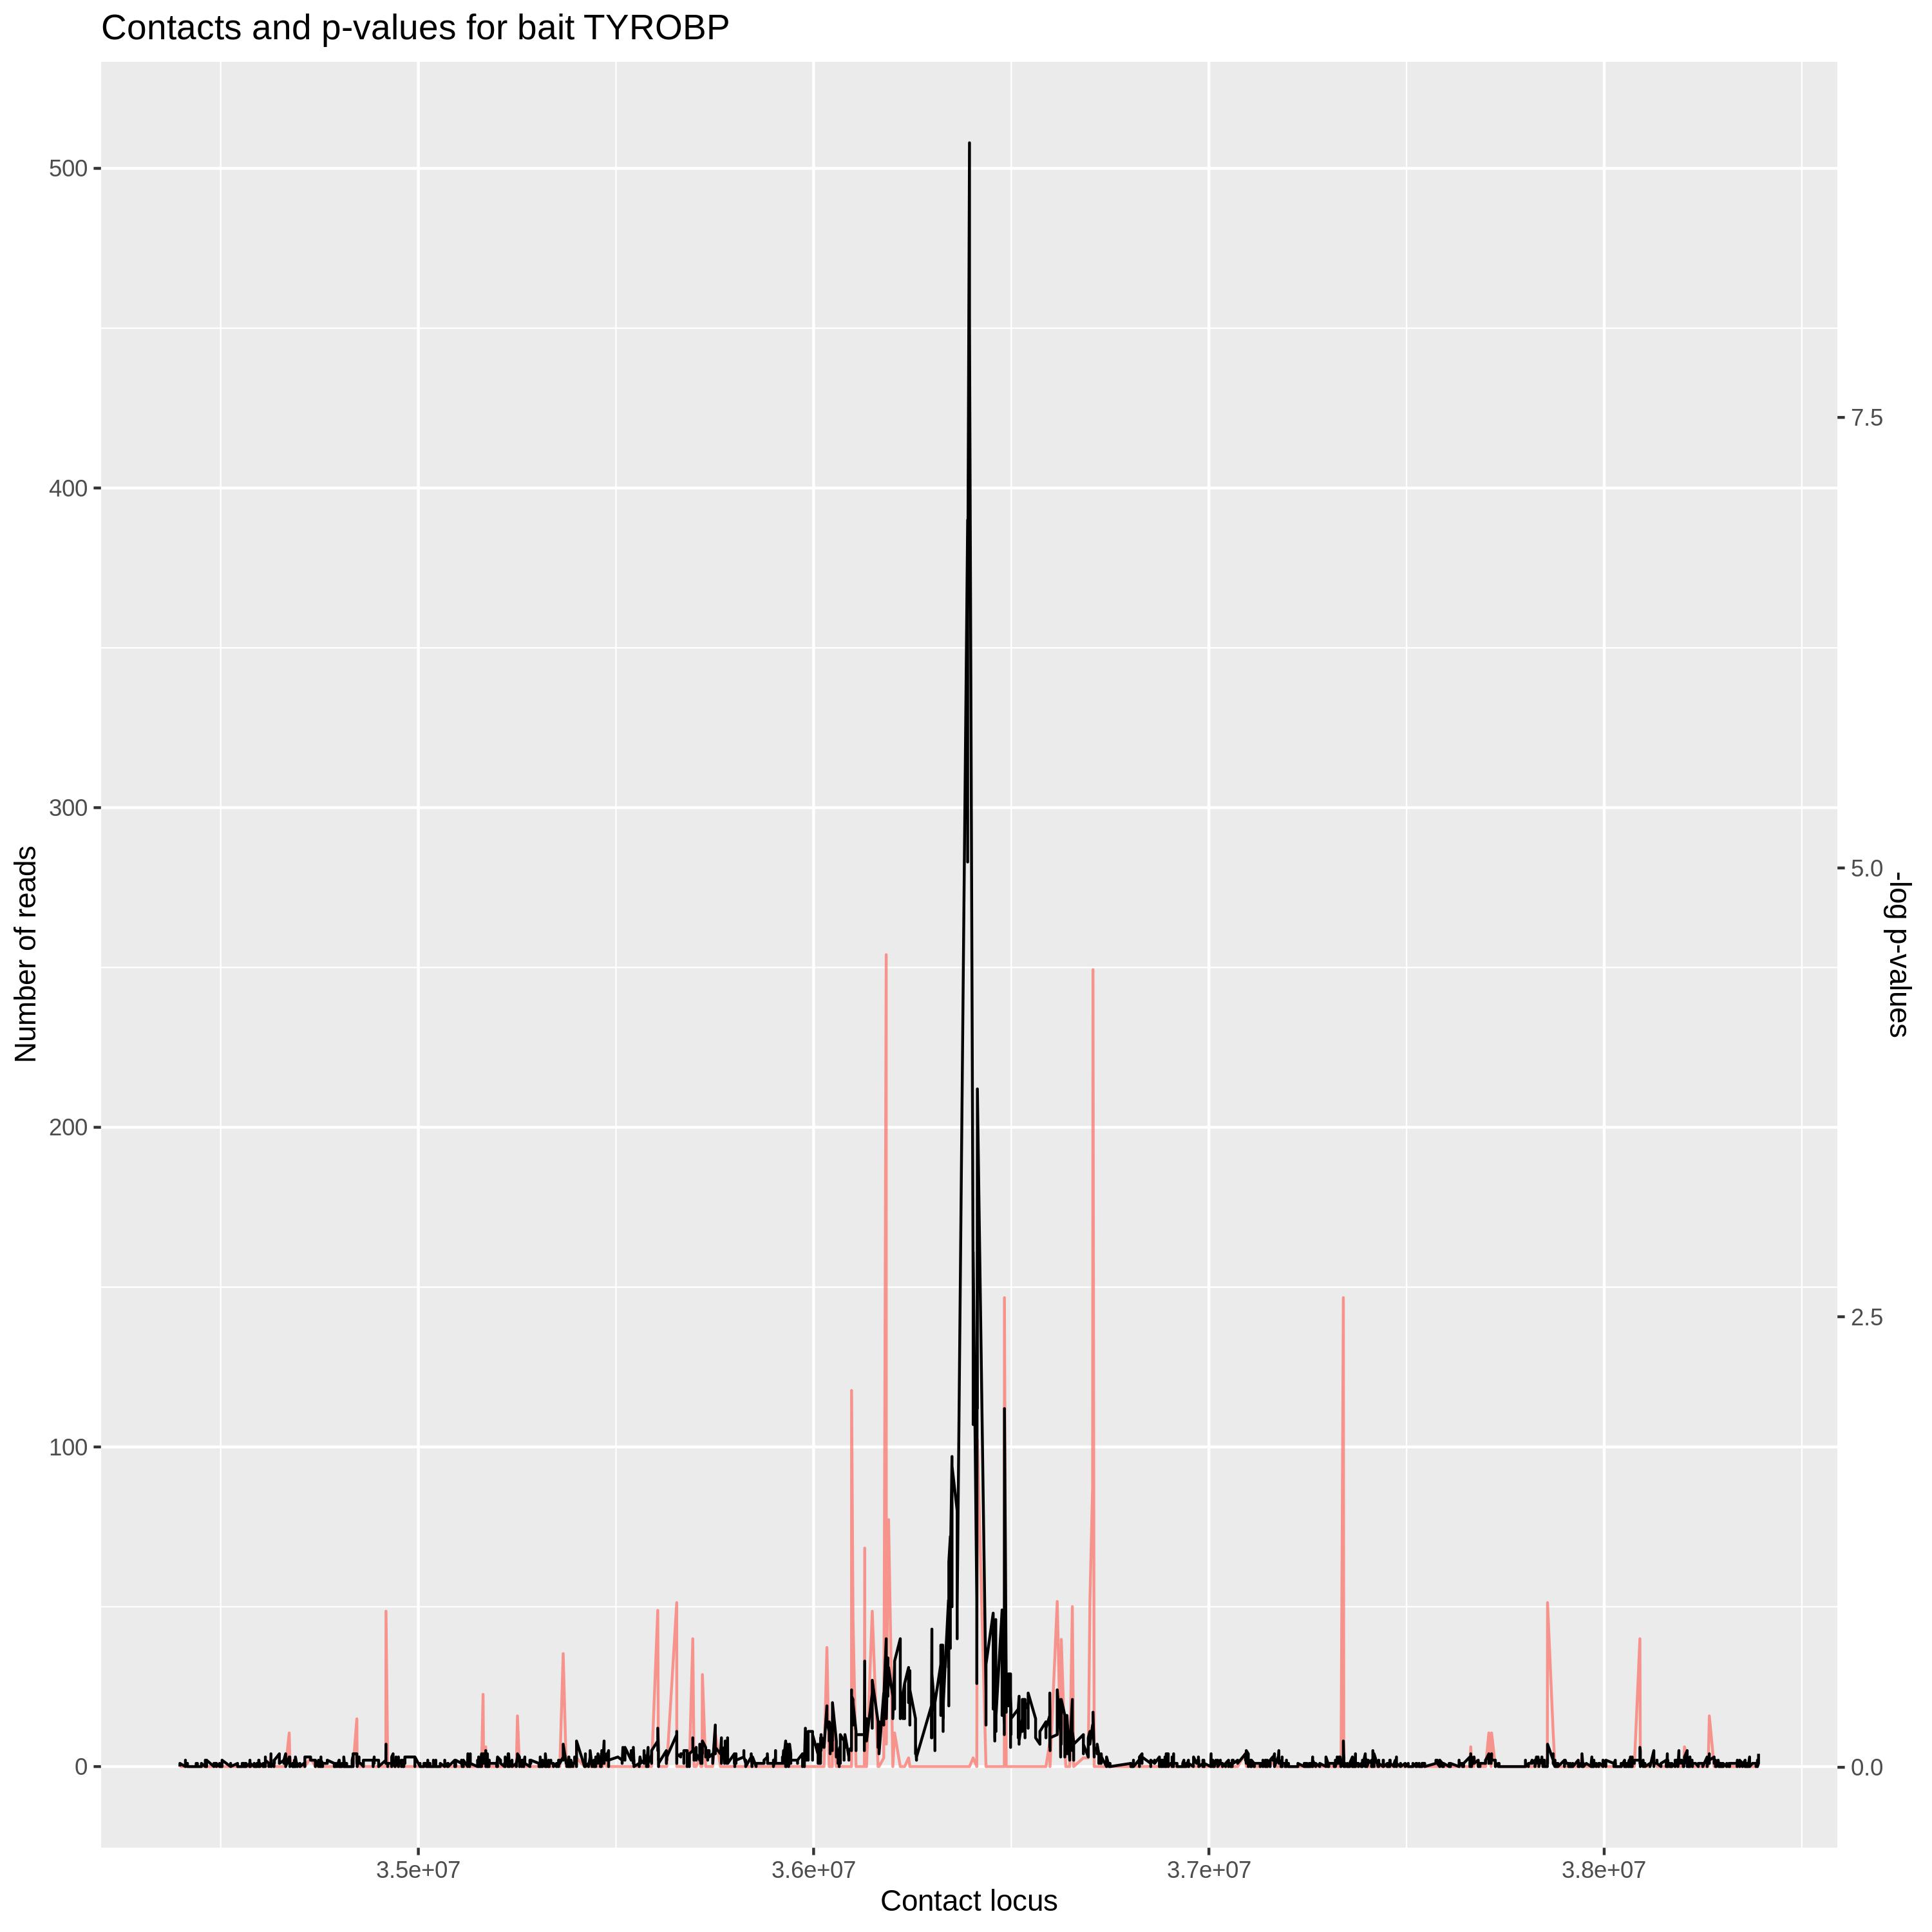 Contacts and p-values for bait TYROBP
500
400
300
200
100
0
Number of reads
7.5
5.0
2.5
0.0
-log p-values
3.5e+07
3.6e+07
3.7e+07
3.8e+07
Contact locus